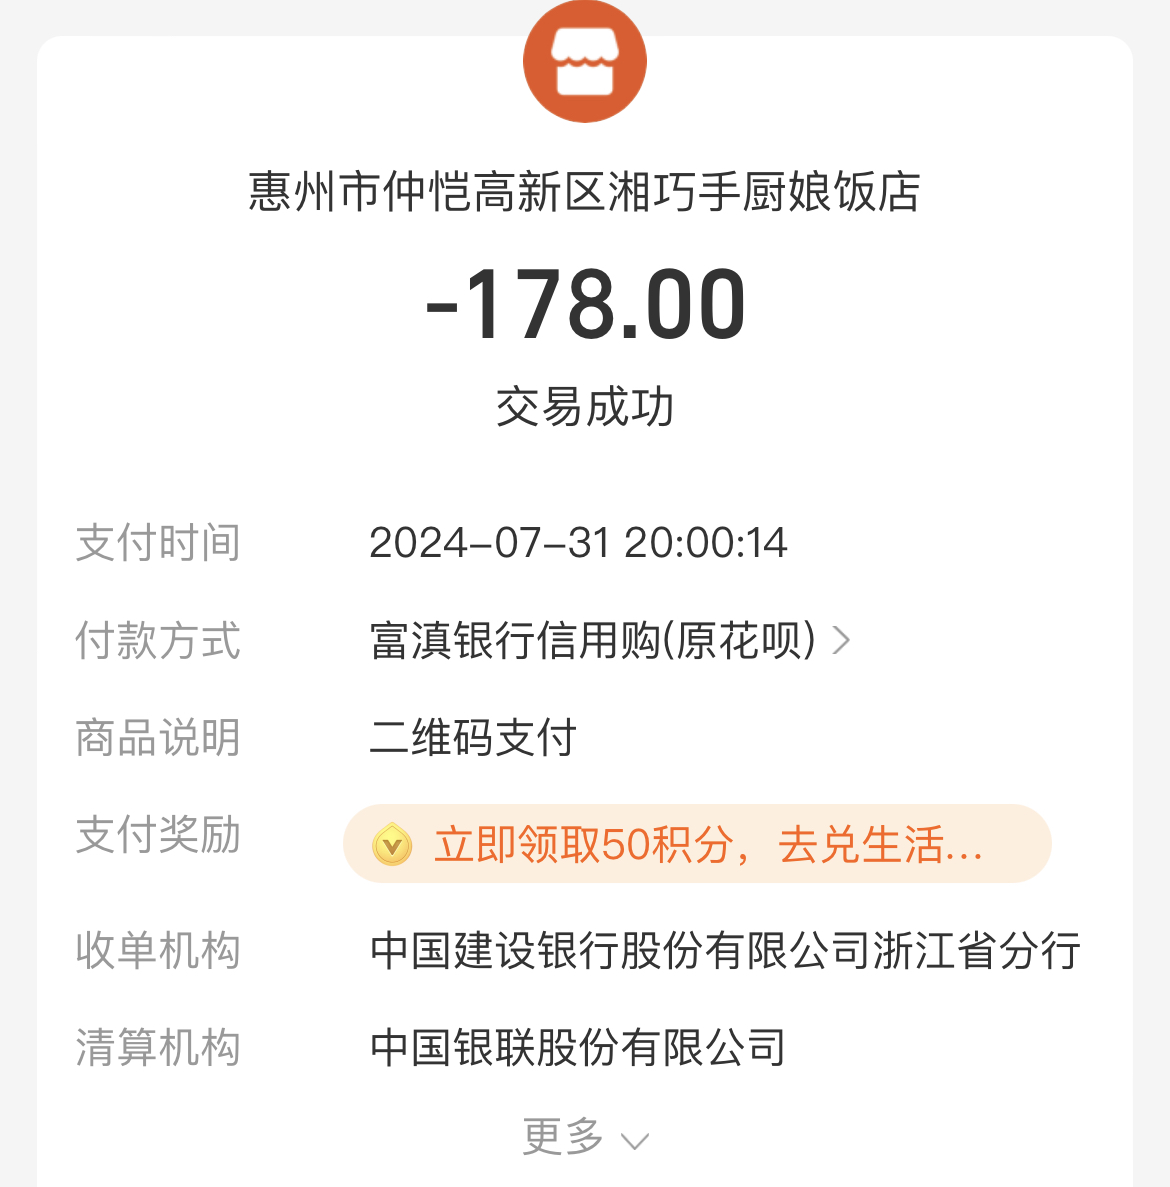 惠州市仲恺高新区湘巧手厨娘饭店
-178.00
交易成功
支付时间 2024-07-31 20:00:14
付款方式 富滇银行信用购(原花呗)
商品说明 二维码支付
支付奖励 立即领取50积分，去兑生活...
收单机构 中国建设银行股份有限公司浙江省分行
清算机构 中国银联股份有限公司
更多